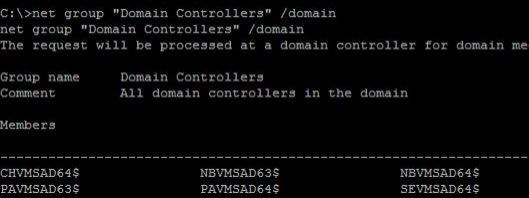 C:\>net group "Domain Controllers" /domain
net group "Domain Controllers" /domain
The request will be processed at a domain controller for domain me
Group name     Domain Controllers
Comment        All domain controllers in the domain
Members
-------------------------------------------------------------------
CHVMSAD64$               NBVMSAD63$               NBVMSAD64$
PAVMSAD63$               PAVMSAD64$               SEVMSAD64$